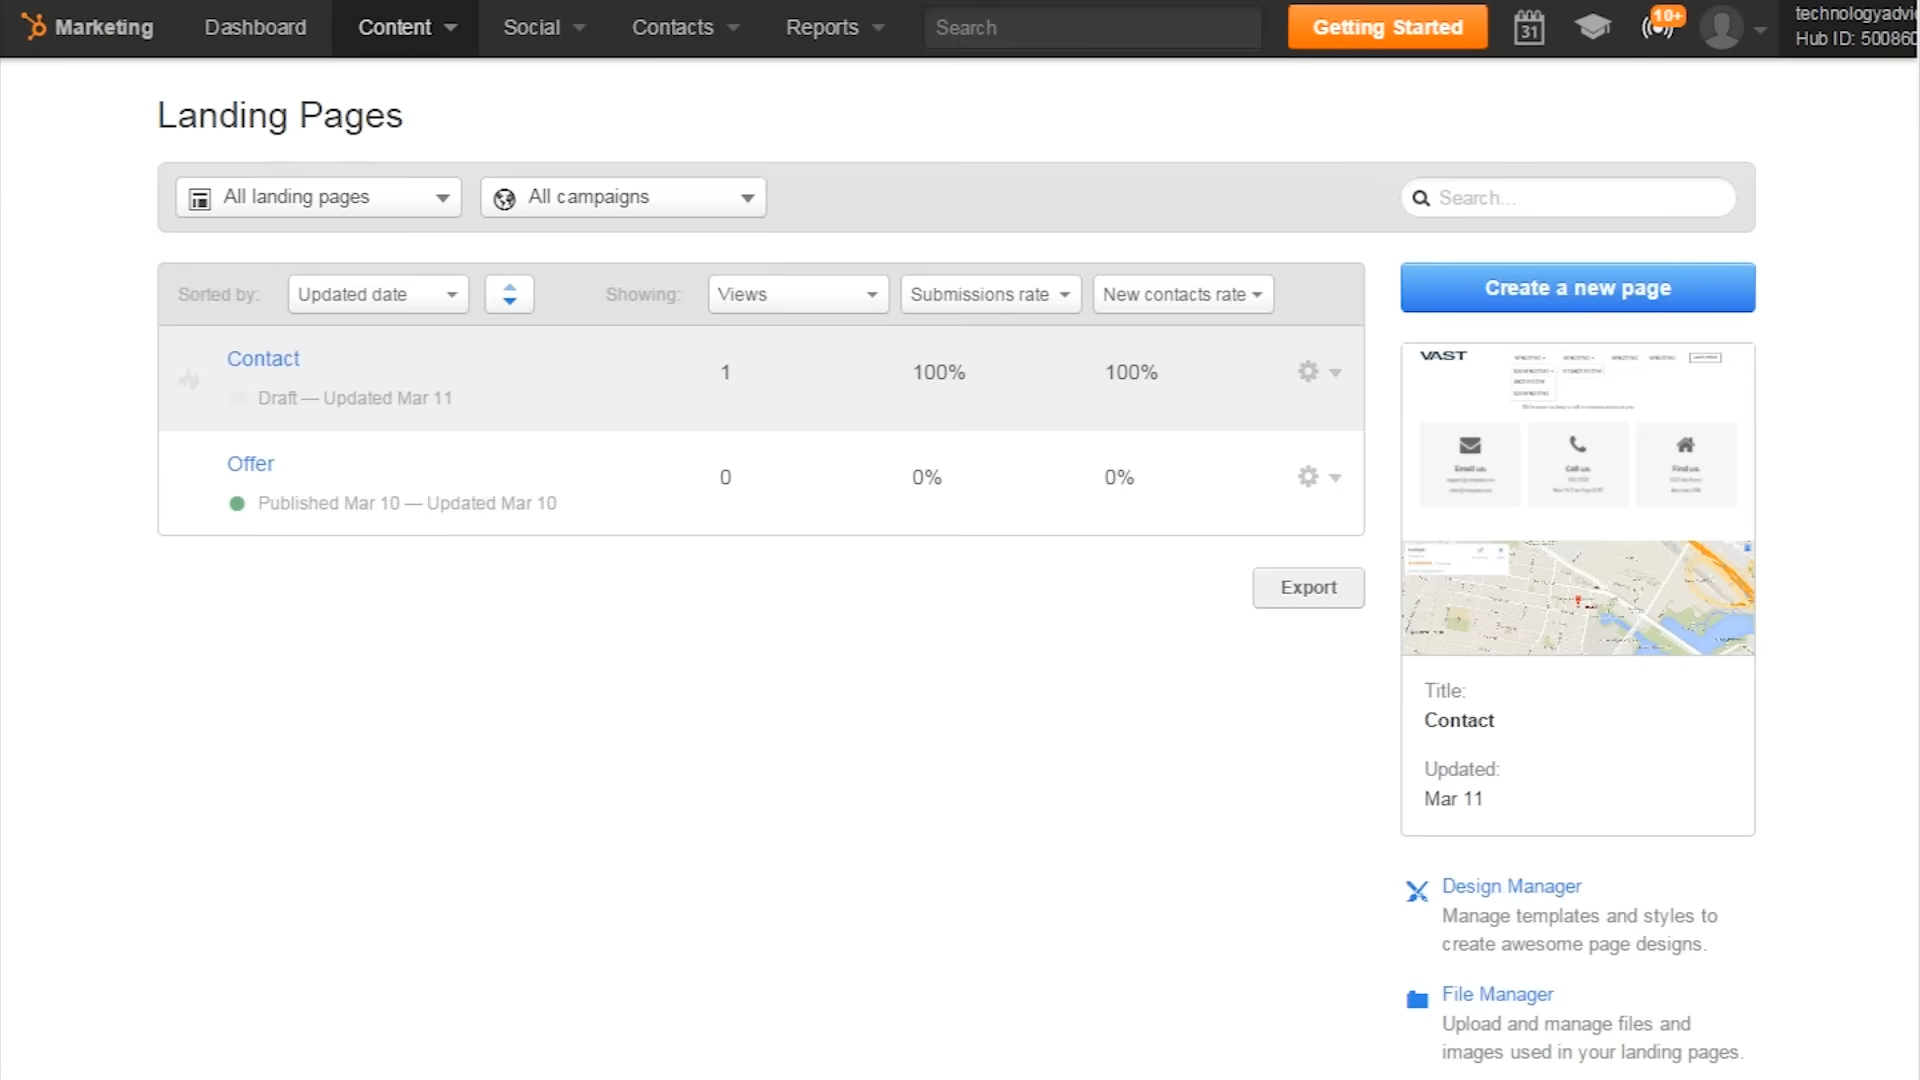 Marketing
Dashboard
Content
Social
Contacts
Reports
Search
Getting Started
31
10+
technologyadvi
Hub ID: 500860
Landing Pages
All landing pages
All campaigns
Search...
Sorted by:
Updated date
Showing:
Views
Submissions rate
New contacts rate
Contact
1
100%
100%
Draft — Updated Mar 11
Offer
0
0%
0%
Published Mar 10 — Updated Mar 10
Export
Create a new page
VAST
Email us
Call us
Find us
Title:
Contact
Updated:
Mar 11
Design Manager
Manage templates and styles to
create awesome page designs.
File Manager
Upload and manage files and
images used in your landing pages.